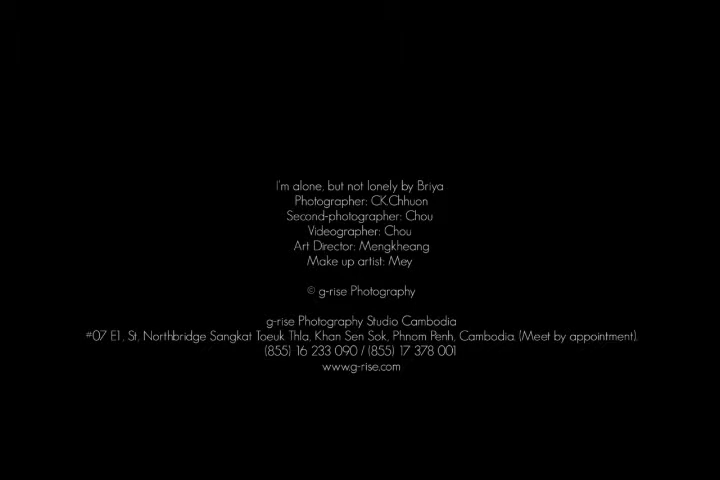 I'm alone, but not lonely by Briya
Photographer: CK.Chhuon
Second-photographer: Chou
Videographer: Chou
Art Director: Mengkheang
Make up artist: Mey
© g-rise Photography
g-rise Photography Studio Cambodia
#07 E1, St. Northbridge Sangkat Toeuk Thla, Khan Sen Sok, Phnom Penh, Cambodia. (Meet by appointment).
(855) 16 233 090 / (855) 17 378 001
www.g-rise.com